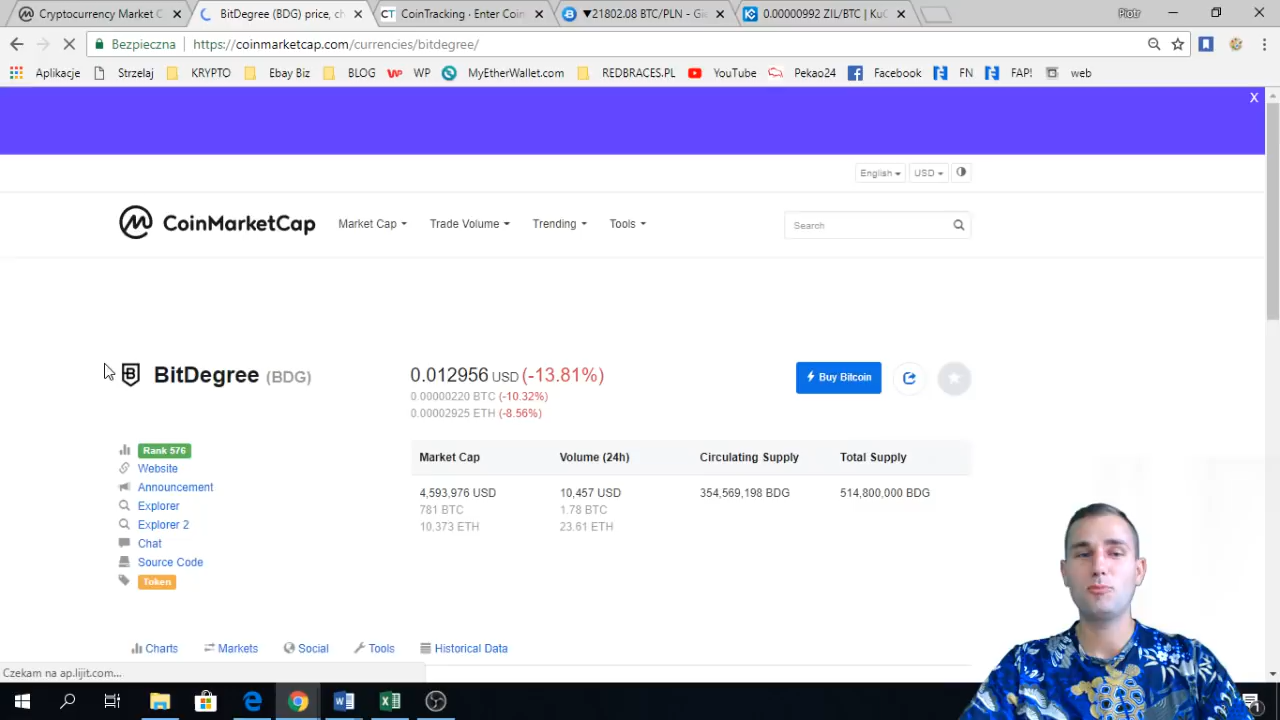 Cryptocurrency Market C
BitDegree (BDG) price, ch
CT CoinTracking · Enter Coin
▼21802.08 BTC/PLN - Gi
0.00000992 ZIL/BTC | KuC
Piotr
Bezpieczna
https://coinmarketcap.com/currencies/bitdegree/
Aplikacje
Strzelaj
KRYPTO
Ebay Biz
BLOG
WP
MyEtherWallet.com
REDBRACES.PL
YouTube
Pekao24
Facebook
FN
FAP!
web
X
English
USD
CoinMarketCap
Market Cap
Trade Volume
Trending
Tools
Search
BitDegree (BDG)
0.012956 USD (-13.81%)
0.00000220 BTC (-10.32%)
0.00002925 ETH (-8.56%)
Buy Bitcoin
Rank 576
Website
Announcement
Explorer
Explorer 2
Chat
Source Code
Token
Market Cap Volume (24h) Circulating Supply Total Supply
4,593,976 USD 10,457 USD 354,569,198 BDG 514,800,000 BDG
781 BTC 1.78 BTC
10,373 ETH 23.61 ETH
Charts Markets Social Tools Historical Data
Czekam na ap.lijit.com...
1